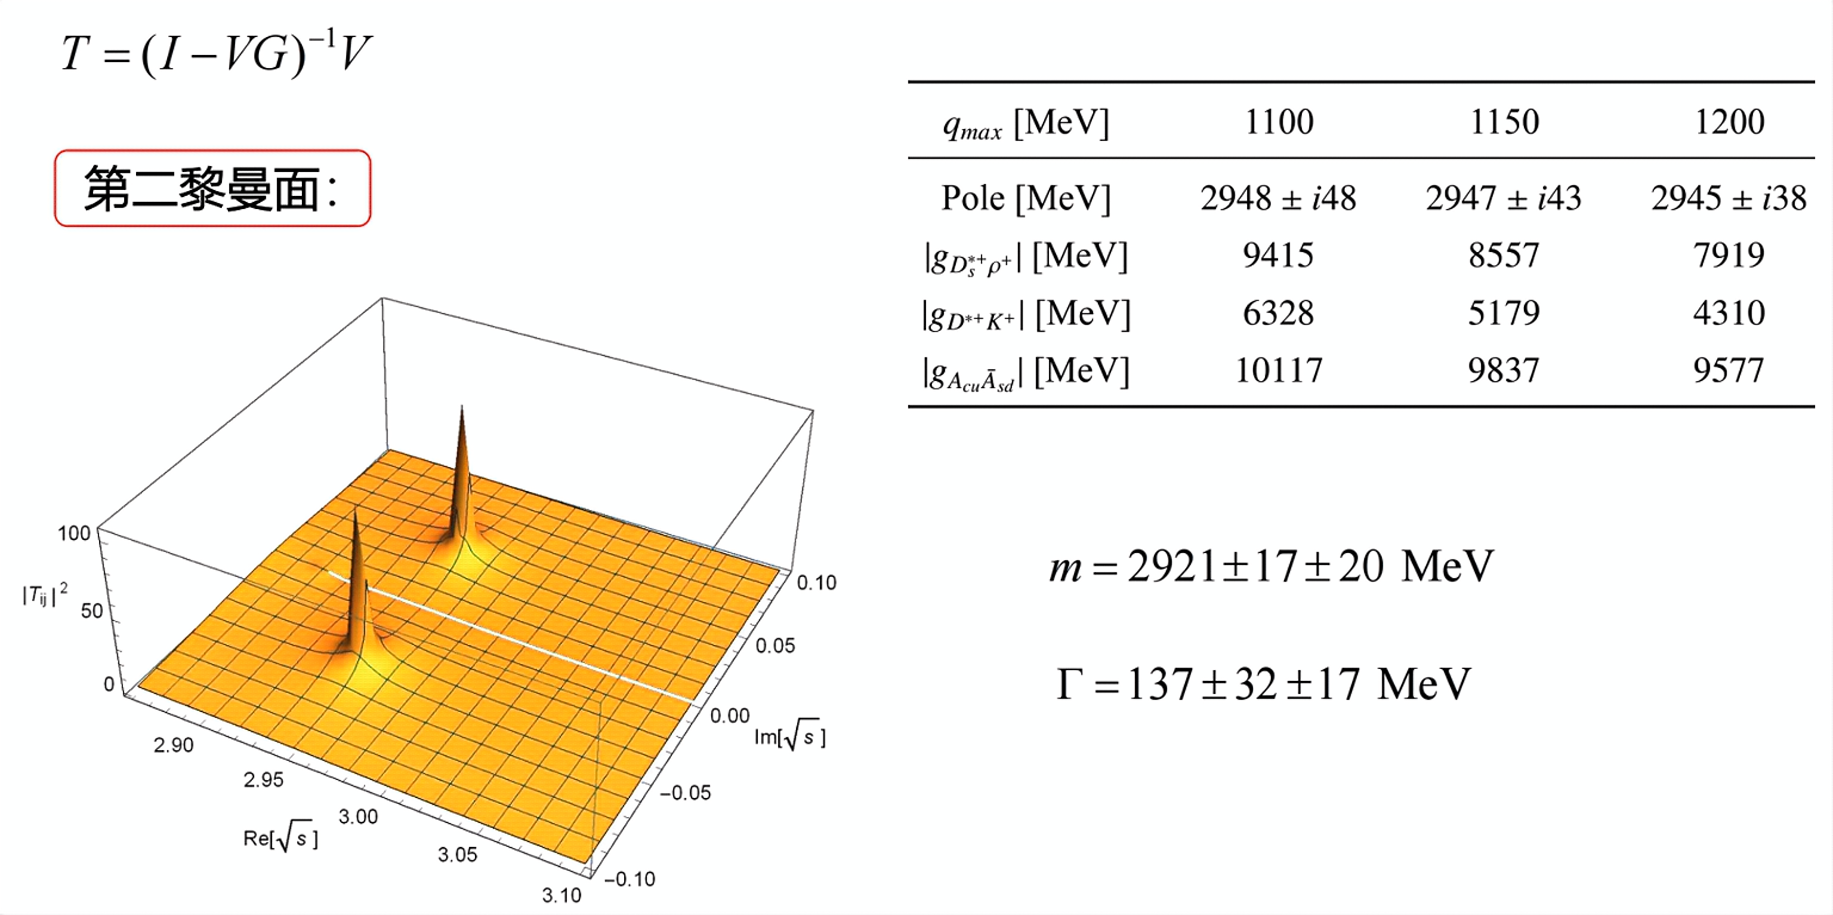 T = (I − VG)⁻¹V
第二黎曼面：
q_max [MeV] 1100 1150 1200
Pole [MeV] 2948 ± i48 2947 ± i43 2945 ± i38
|g_{D_s^{*+}ρ^+}| [MeV] 9415 8557 7919
|g_{D^{*+}K^+}| [MeV] 6328 5179 4310
|g_{A_{cu}Ā_{sd}}| [MeV] 10117 9837 9577
m = 2921±17±20 MeV
Γ = 137±32±17 MeV
|T_{ij}|²
100
50
0
2.90
2.95
3.00
3.05
3.10
Re[√s]
0.10
0.05
0.00
−0.05
−0.10
Im[√s]